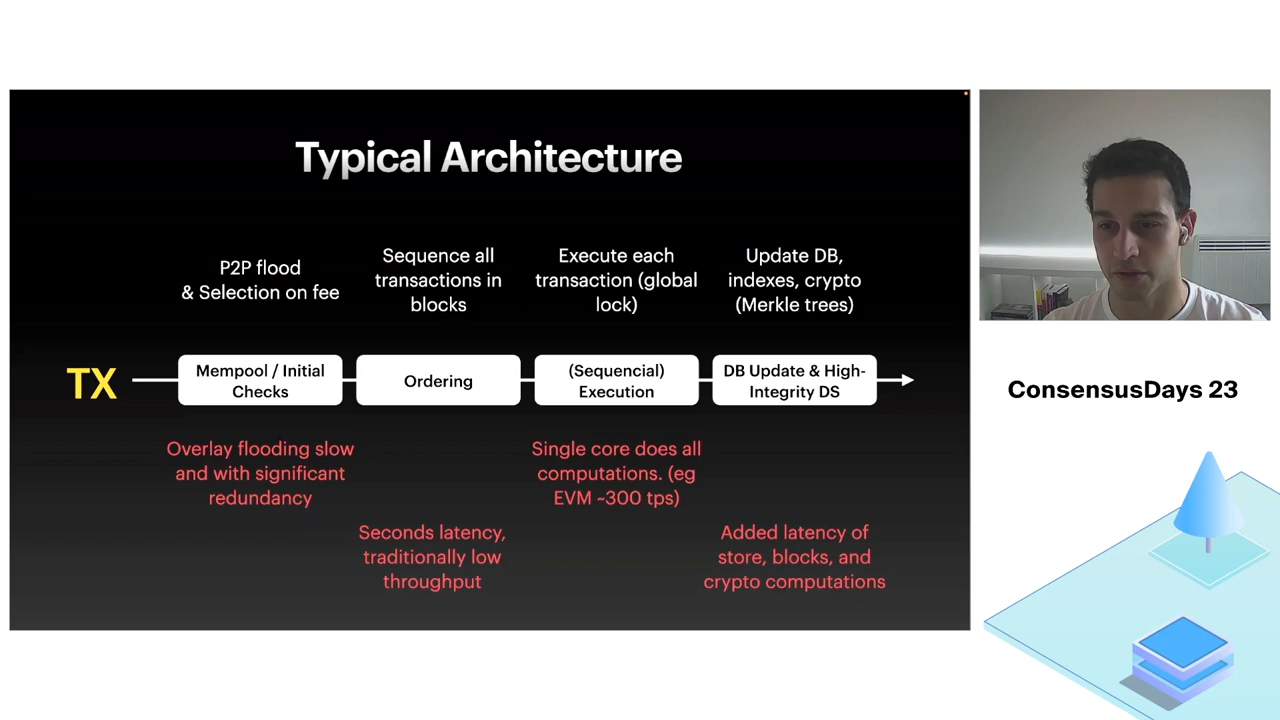 Typical Architecture
P2P flood
& Selection on fee
Sequence all
transactions in
blocks
Execute each
transaction (global
lock)
Update DB,
indexes, crypto
(Merkle trees)
TX
Mempool / Initial
Checks
Ordering
(Sequencial)
Execution
DB Update & High-
Integrity DS
Overlay flooding slow
and with significant
redundancy
Seconds latency,
traditionally low
throughput
Single core does all
computations. (eg
EVM ~300 tps)
Added latency of
store, blocks, and
crypto computations
ConsensusDays 23